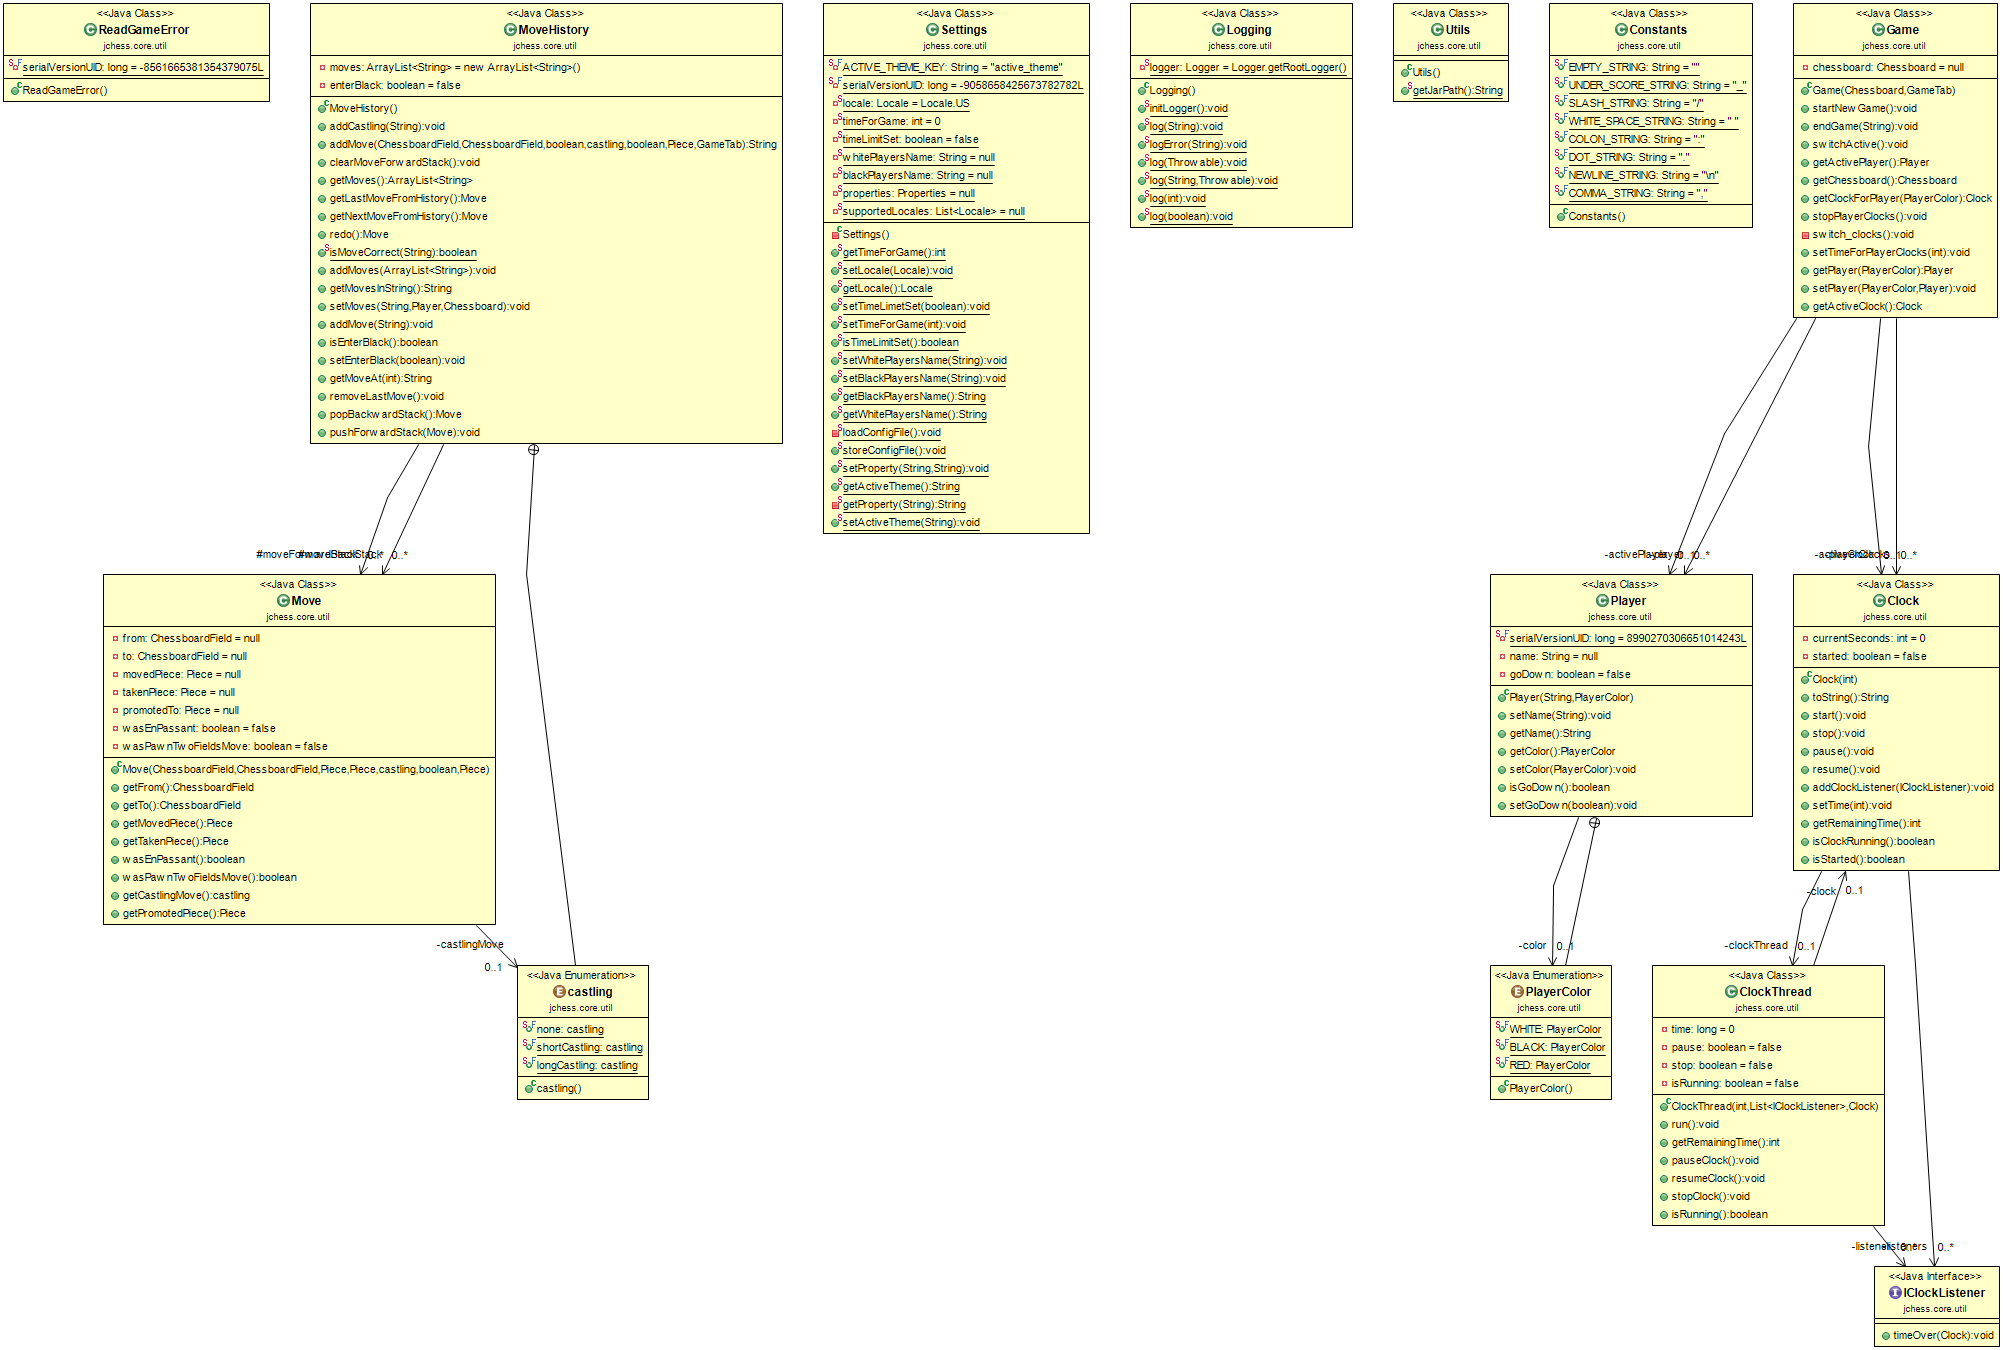 <<Java Class>>
ReadGameError
jchess.core.util
serialVersionUID: long = -8561665381354379075L
ReadGameError()
<<Java Class>>
MoveHistory
jchess.core.util
moves: ArrayList<String> = new ArrayList<String>()
enterBlack: boolean = false
MoveHistory()
addCastling(String):void
addMove(ChessboardField,ChessboardField,boolean,castling,boolean,Piece,GameTab):String
clearMoveForwardStack():void
getMoves():ArrayList<String>
getLastMoveFromHistory():Move
getNextMoveFromHistory():Move
redo():Move
isMoveCorrect(String):boolean
addMoves(ArrayList<String>):void
getMovesInString():String
setMoves(String,Player,Chessboard):void
addMove(String):void
isEnterBlack():boolean
setEnterBlack(boolean):void
getMoveAt(int):String
removeLastMove():void
popBackwardStack():Move
pushForwardStack(Move):void
<<Java Class>>
Settings
jchess.core.util
ACTIVE_THEME_KEY: String = "active_theme"
serialVersionUID: long = -9058658425673782782L
locale: Locale = Locale.US
timeForGame: int = 0
timeLimitSet: boolean = false
whitePlayersName: String = null
blackPlayersName: String = null
properties: Properties = null
supportedLocales: List<Locale> = null
Settings()
getTimeForGame():int
setLocale(Locale):void
getLocale():Locale
setTimeLimetSet(boolean):void
setTimeForGame(int):void
isTimeLimitSet():boolean
setWhitePlayersName(String):void
setBlackPlayersName(String):void
getBlackPlayersName():String
getWhitePlayersName():String
loadConfigFile():void
storeConfigFile():void
setProperty(String,String):void
getActiveTheme():String
getProperty(String):String
setActiveTheme(String):void
<<Java Class>>
Logging
jchess.core.util
logger: Logger = Logger.getRootLogger()
Logging()
initLogger():void
log(String):void
logError(String):void
log(Throwable):void
log(String,Throwable):void
log(int):void
log(boolean):void
<<Java Class>>
Utils
jchess.core.util
Utils()
getJarPath():String
<<Java Class>>
Constants
jchess.core.util
EMPTY_STRING: String = ""
UNDER_SCORE_STRING: String = "_"
SLASH_STRING: String = "/"
WHITE_SPACE_STRING: String = " "
COLON_STRING: String = ":"
DOT_STRING: String = "."
NEWLINE_STRING: String = "\n"
COMMA_STRING: String = ","
Constants()
<<Java Class>>
Game
jchess.core.util
chessboard: Chessboard = null
Game(Chessboard,GameTab)
startNewGame():void
endGame(String):void
switchActive():void
getActivePlayer():Player
getChessboard():Chessboard
getClockForPlayer(PlayerColor):Clock
stopPlayerClocks():void
switch_clocks():void
setTimeForPlayerClocks(int):void
getPlayer(PlayerColor):Player
setPlayer(PlayerColor,Player):void
getActiveClock():Clock
0..*
-activePlayer
0..*
0..*
<<Java Class>>
Move
jchess.core.util
from: ChessboardField = null
to: ChessboardField = null
movedPiece: Piece = null
takenPiece: Piece = null
promotedTo: Piece = null
wasEnPassant: boolean = false
wasPawnTwoFieldsMove: boolean = false
Move(ChessboardField,ChessboardField,Piece,Piece,castling,boolean,Piece)
getFrom():ChessboardField
getTo():ChessboardField
getMovedPiece():Piece
getTakenPiece():Piece
wasEnPassant():boolean
wasPawnTwoFieldsMove():boolean
getCastlingMove():castling
getPromotedPiece():Piece
-castlingMove
0..1
<<Java Enumeration>>
castling
jchess.core.util
none: castling
shortCastling: castling
longCastling: castling
castling()
<<Java Class>>
Player
jchess.core.util
serialVersionUID: long = 8990270306651014243L
name: String = null
goDown: boolean = false
Player(String,PlayerColor)
setName(String):void
getName():String
getColor():PlayerColor
setColor(PlayerColor):void
isGoDown():boolean
setGoDown(boolean):void
-color
0..1
<<Java Enumeration>>
PlayerColor
jchess.core.util
WHITE: PlayerColor
BLACK: PlayerColor
RED: PlayerColor
PlayerColor()
<<Java Class>>
Clock
jchess.core.util
currentSeconds: int = 0
started: boolean = false
Clock(int)
toString():String
start():void
stop():void
pause():void
resume():void
addClockListener(IClockListener):void
setTime(int):void
getRemainingTime():int
isClockRunning():boolean
isStarted():boolean
-clock
0..1
-clockThread
0..1
<<Java Class>>
ClockThread
jchess.core.util
time: long = 0
pause: boolean = false
stop: boolean = false
isRunning: boolean = false
ClockThread(int,List<IClockListener>,Clock)
run():void
getRemainingTime():int
pauseClock():void
resumeClock():void
stopClock():void
isRunning():boolean
0..*
<<Java Interface>>
IClockListener
jchess.core.util
timeOver(Clock):void